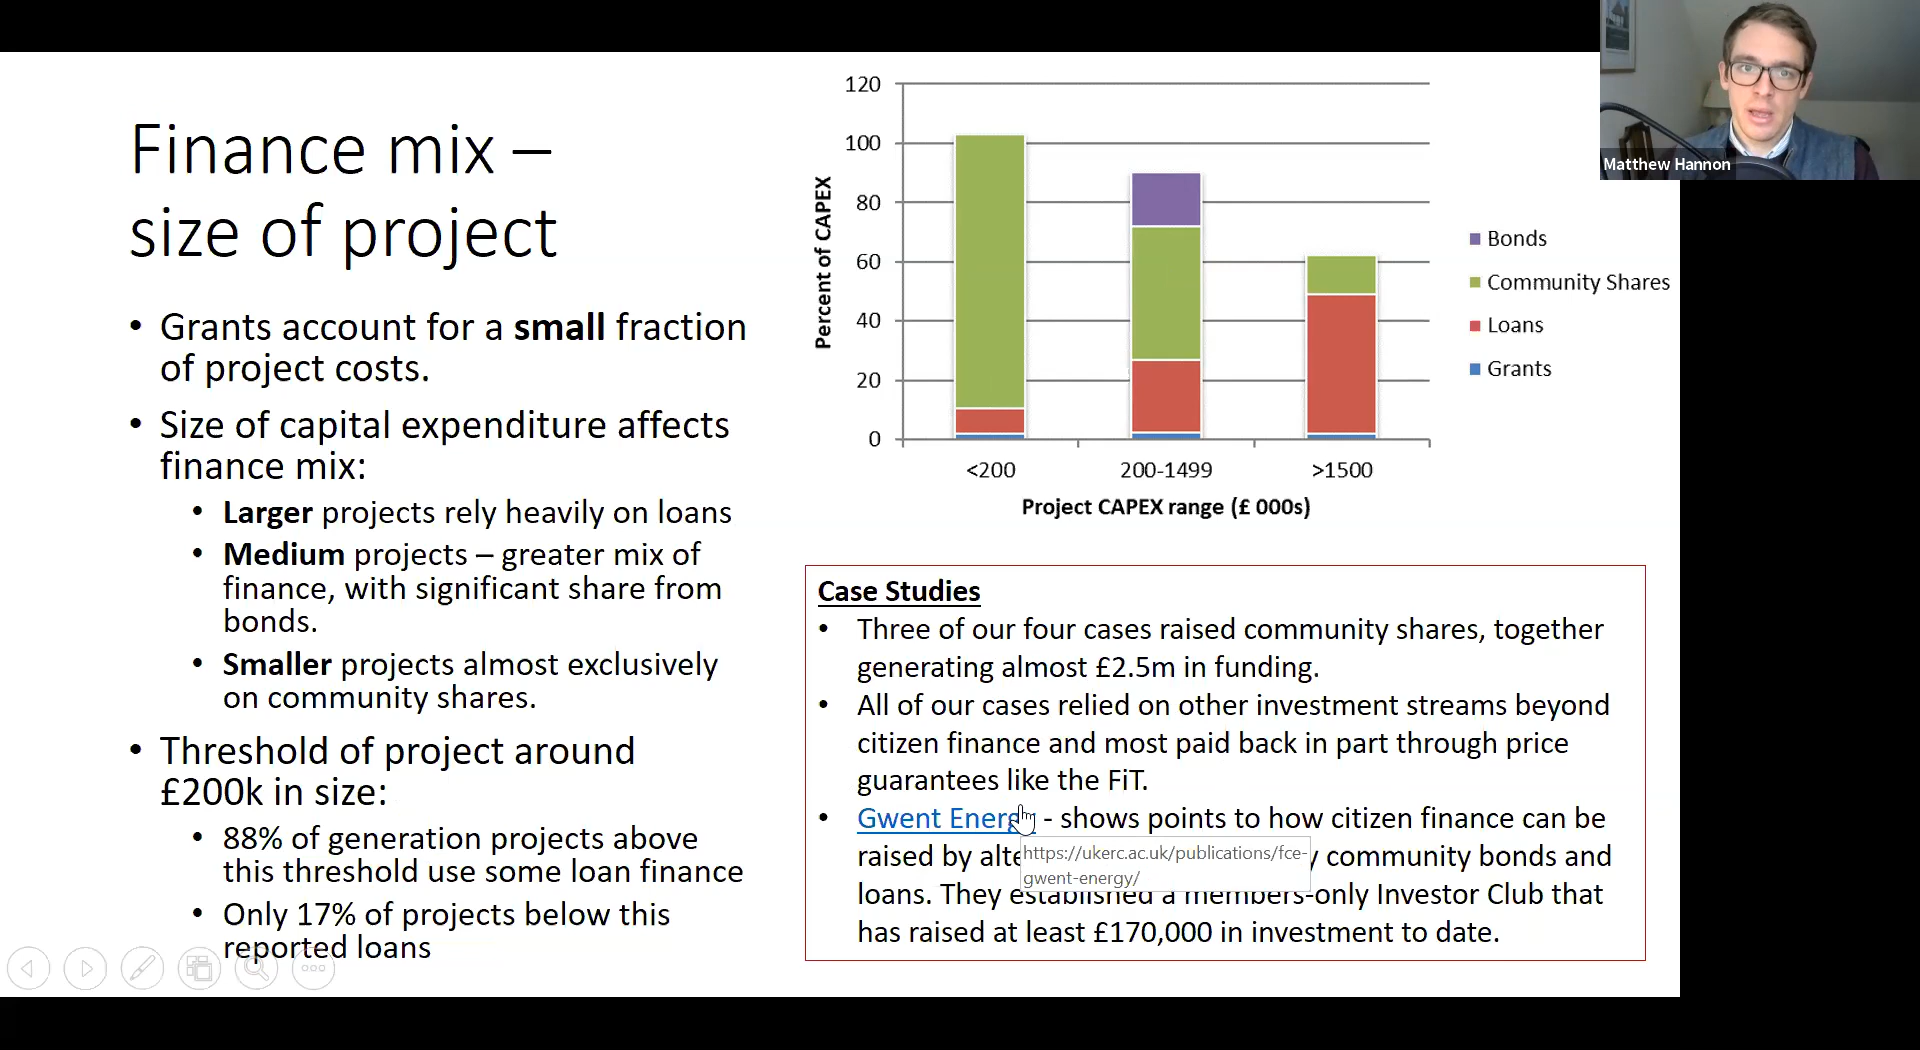 Finance mix –
size of project
• Grants account for a small fraction
of project costs.
• Size of capital expenditure affects
finance mix:
• Larger projects rely heavily on loans
• Medium projects – greater mix of
finance, with significant share from
bonds.
• Smaller projects almost exclusively
on community shares.
• Threshold of project around
£200k in size:
• 88% of generation projects above
this threshold use some loan finance
• Only 17% of projects below this
reported loans
120
100
80
60
40
20
0
Percent of CAPEX
<200
200-1499
>1500
Project CAPEX range (£ 000s)
Bonds
Community Shares
Loans
Grants
Case Studies
• Three of our four cases raised community shares, together
generating almost £2.5m in funding.
• All of our cases relied on other investment streams beyond
citizen finance and most paid back in part through price
guarantees like the FiT.
• Gwent Energy - shows points to how citizen finance can be
raised by community bonds and
loans. They established a members-only Investor Club that
has raised at least £170,000 in investment to date.
https://ukerc.ac.uk/publications/fce-
gwent-energy/
Matthew Hannon